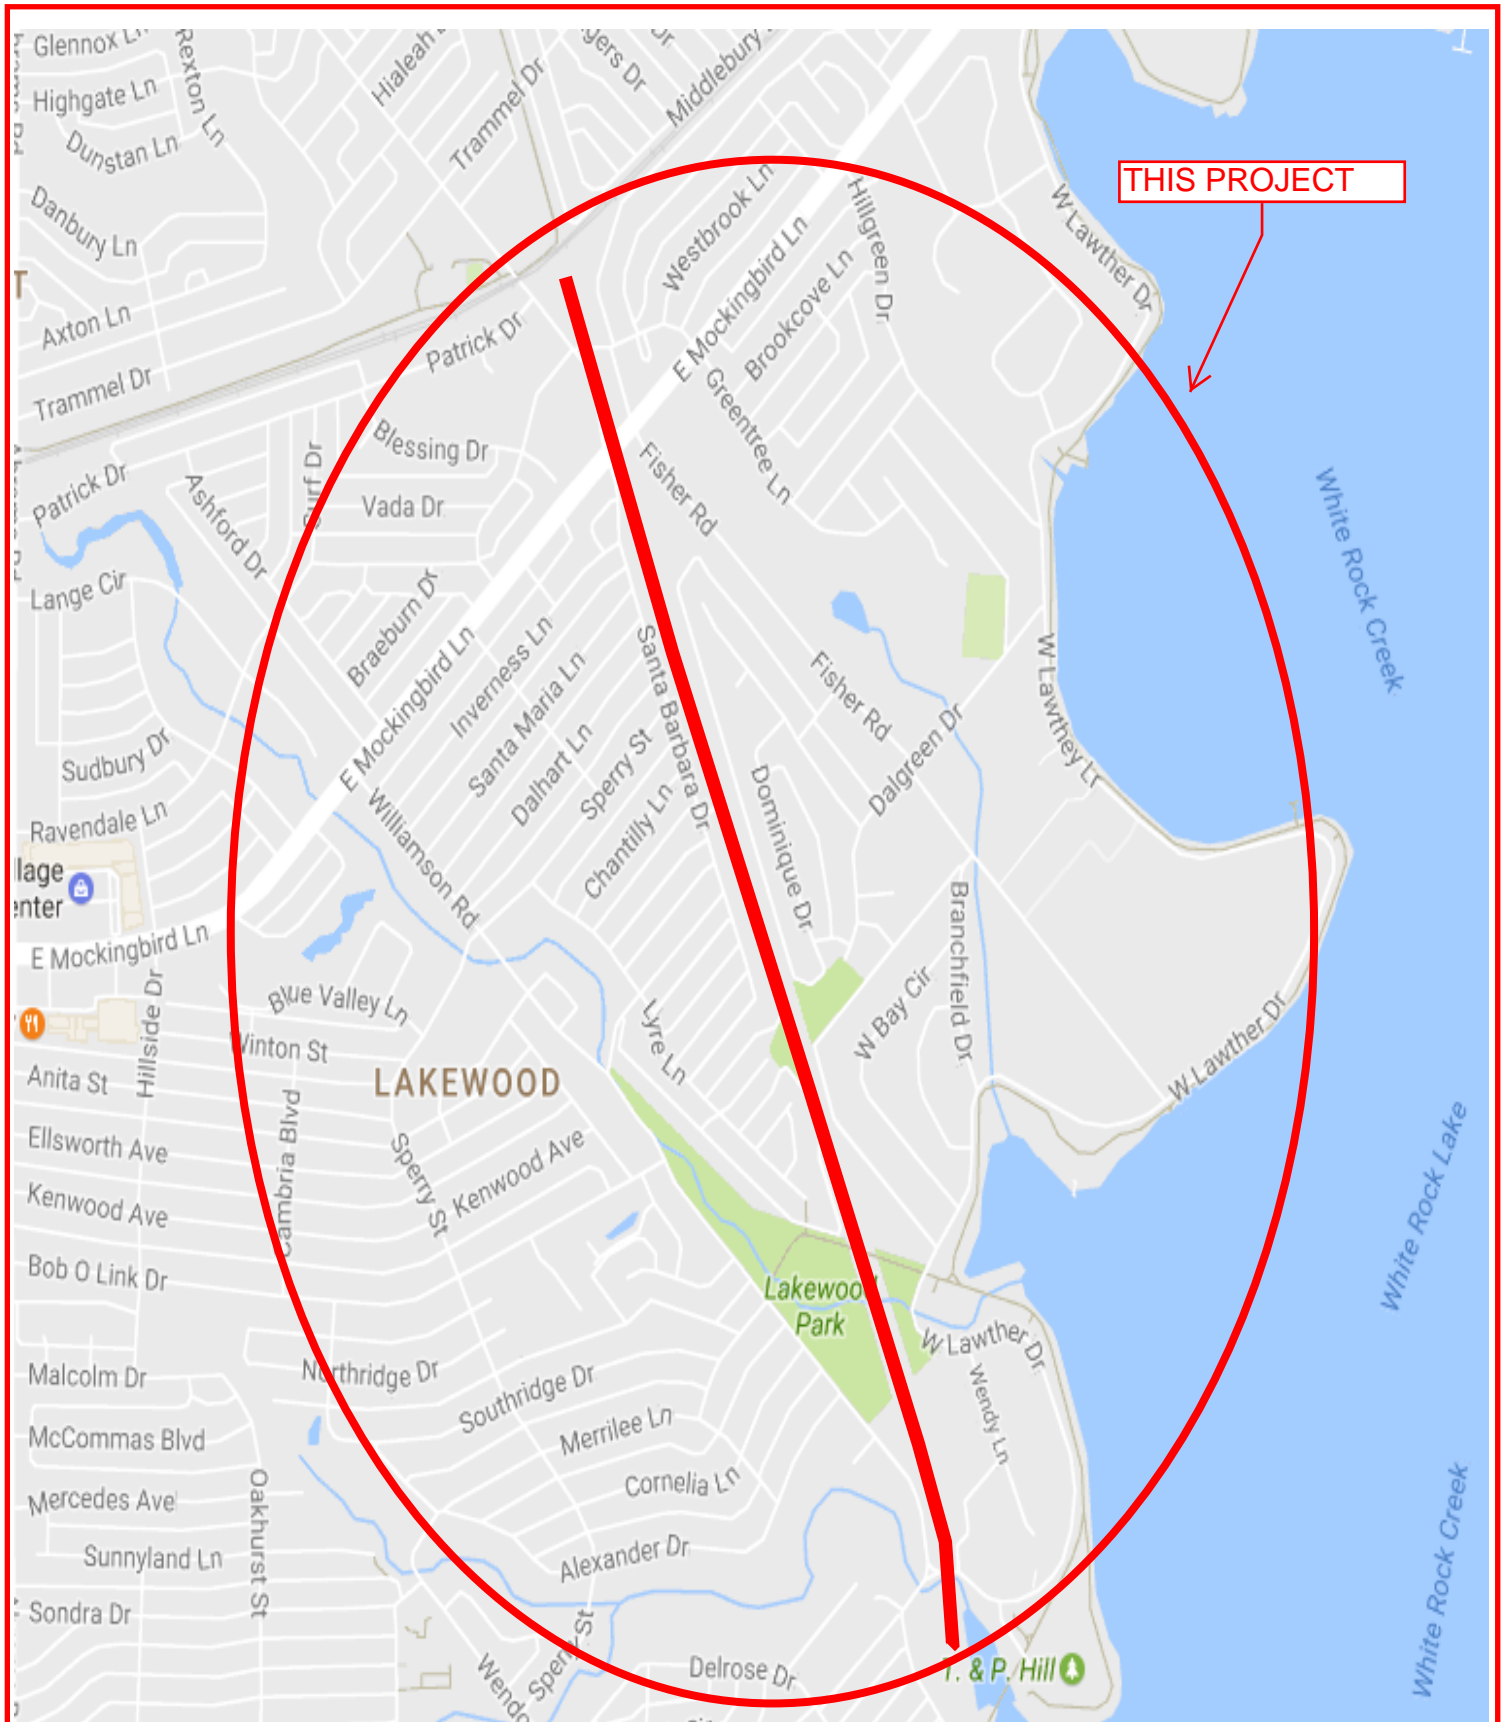 Glennox Ln
Rexton Ln
Hialeah
Trammel Dr
gers Dr
Dr
Middlebury
Highgate Ln
Dunstan Ln
THIS PROJECT
Danbury Ln
Westbrook Ln
Hillgreen Dr
W Lawther Dr
T
E Mockingbird Ln
Brookcove Ln
Axton Ln
Patrick Dr
Trammel Dr
Greentree Ln
Blessing Dr
Surf Dr
Fisher Rd
Patrick Dr
Ashford Dr
Vada Dr
White Rock Creek
Lange Cir
Braeburn Dr
E Mockingbird Ln
Inverness Ln
Santa Maria Ln
Santa Barbara Dr
Fisher Rd
W Lawther Dr
Dalhart Ln
Sperry St
Dalgreen Dr
Sudbury Dr
Dominique Dr
Chantilly Ln
Ravendale Ln
Williamson Rd
llage
enter
Branchfield Dr
E Mockingbird Ln
Hillside Dr
Blue Valley Ln
W Bay Cir
Lyre Ln
Winton St
W Lawther Dr
LAKEWOOD
Anita St
Cambria Blvd
Ellsworth Ave
Sperry St
Kenwood Ave
White Rock Lake
Kenwood Ave
Bob O Link Dr
Lakewood
Park
W Lawther Dr
Northridge Dr
Southridge Dr
Wendy Ln
Malcolm Dr
Merrilee Ln
McCommas Blvd
Cornelia Ln
Mercedes Ave
Oakhurst St
White Rock Creek
Sunnyland Ln
Alexander Dr
Sondra Dr
Sperry St
Wendo
Delrose Dr
T. & P. Hill